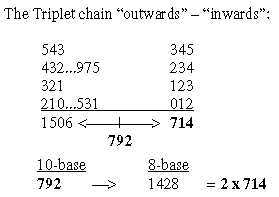 The Triplet chain “outwards” – “inwards”:
543 345
432...975 234
321 123
210...531 012
1506 <———> 714
792
10-base 8-base
792 —> 1428 = 2 x 714